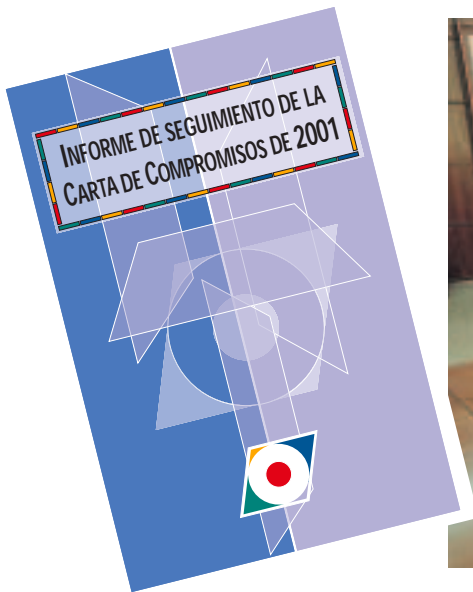 INFORME DE SEGUIMIENTO DE LA
CARTA DE COMPROMISOS DE 2001